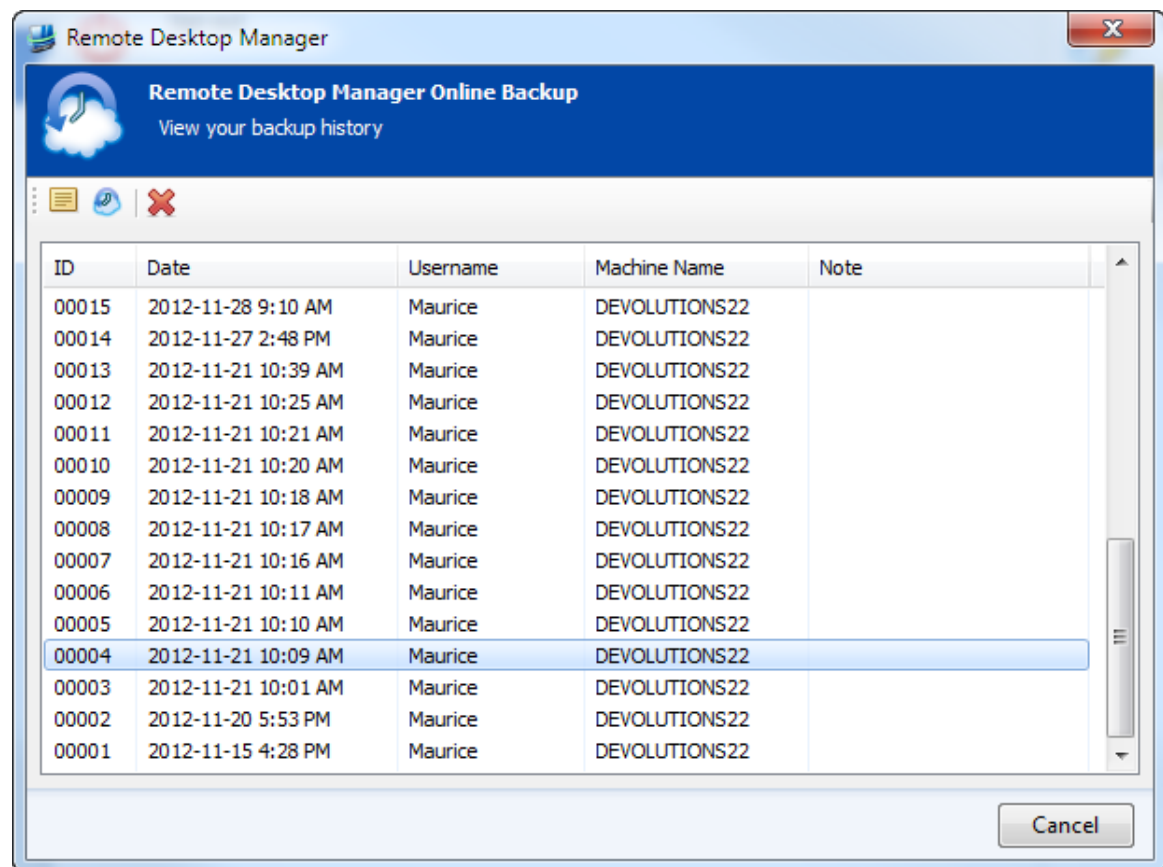 Remote Desktop Manager
Remote Desktop Manager Online Backup
View your backup history
ID Date Username Machine Name Note
00015 2012-11-28 9:10 AM Maurice DEVOLUTIONS22
00014 2012-11-27 2:48 PM Maurice DEVOLUTIONS22
00013 2012-11-21 10:39 AM Maurice DEVOLUTIONS22
00012 2012-11-21 10:25 AM Maurice DEVOLUTIONS22
00011 2012-11-21 10:21 AM Maurice DEVOLUTIONS22
00010 2012-11-21 10:20 AM Maurice DEVOLUTIONS22
00009 2012-11-21 10:18 AM Maurice DEVOLUTIONS22
00008 2012-11-21 10:17 AM Maurice DEVOLUTIONS22
00007 2012-11-21 10:16 AM Maurice DEVOLUTIONS22
00006 2012-11-21 10:11 AM Maurice DEVOLUTIONS22
00005 2012-11-21 10:10 AM Maurice DEVOLUTIONS22
00004 2012-11-21 10:09 AM Maurice DEVOLUTIONS22
00003 2012-11-21 10:01 AM Maurice DEVOLUTIONS22
00002 2012-11-20 5:53 PM Maurice DEVOLUTIONS22
00001 2012-11-15 4:28 PM Maurice DEVOLUTIONS22
Cancel